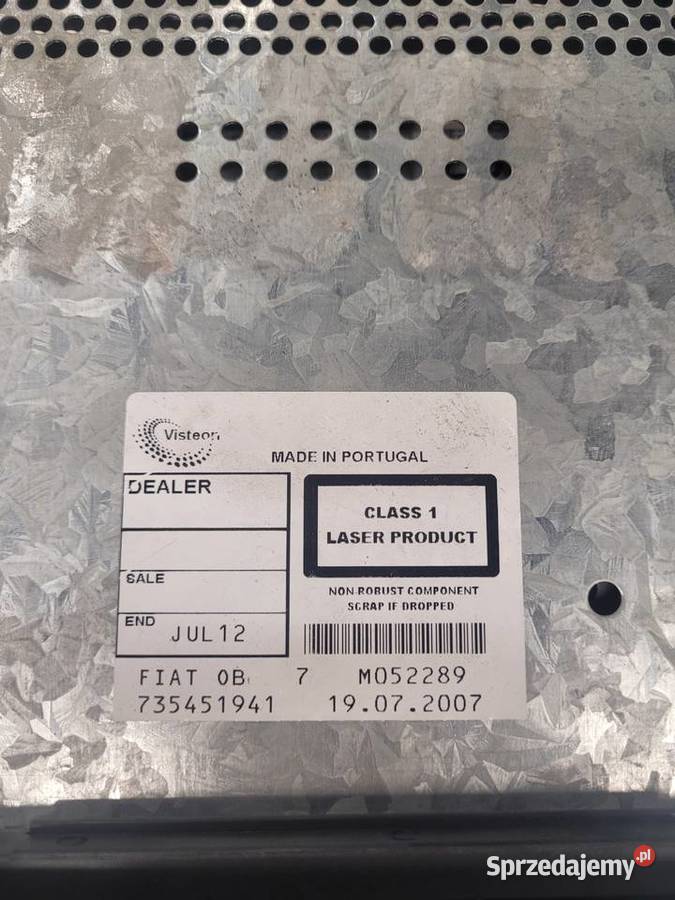 Visteon
MADE IN PORTUGAL
DEALER
CLASS 1
LASER PRODUCT
SALE
NON-ROBUST COMPONENT
SCRAP IF DROPPED
END JUL12
FIAT 0B 7 M052289
735451941 19.07.2007
Sprzedajemy.pl